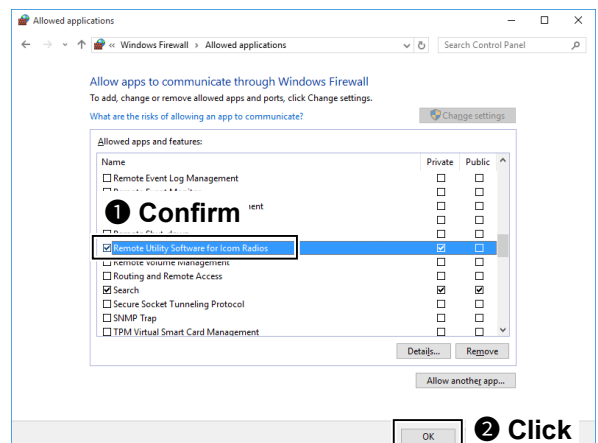 Allowed applications
« Windows Firewall › Allowed applications
Search Control Panel
Allow apps to communicate through Windows Firewall
To add, change or remove allowed apps and ports, click Change settings.
What are the risks of allowing an app to communicate?
Change settings
Allowed apps and features:
Name Private Public
Remote Event Log Management
❶ Confirm
Remote Utility Software for Icom Radios
Remote Volume Management
Routing and Remote Access
Search
Secure Socket Tunneling Protocol
SNMP Trap
TPM Virtual Smart Card Management
Details... Remove
Allow another app...
OK ❷ Click